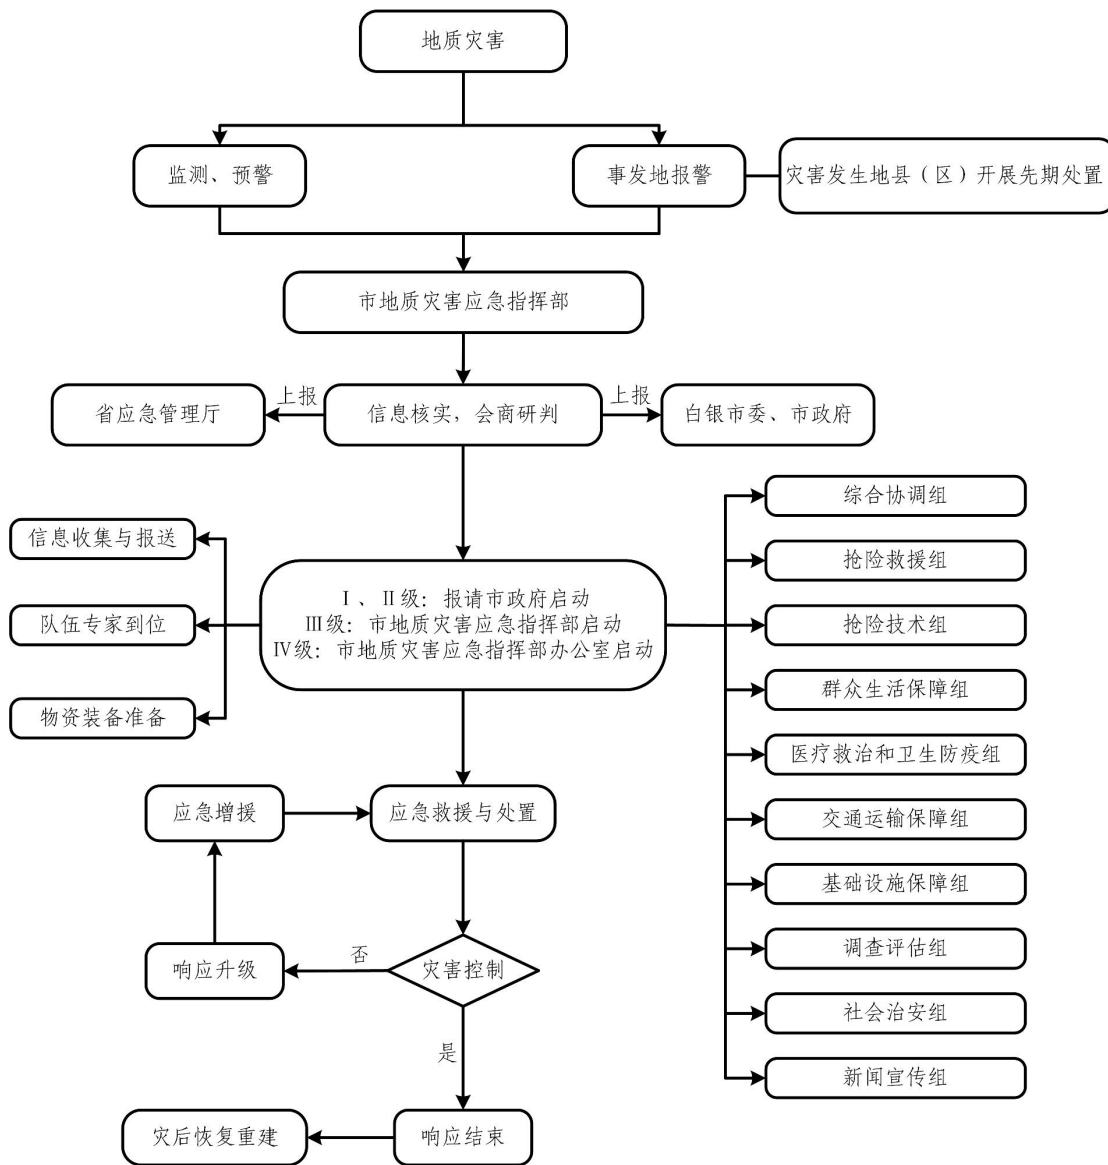 地质灾害
监测、预警
事发地报警
灾害发生地县（区）开展先期处置
市地质灾害应急指挥部
省应急管理厅
上报
信息核实，会商研判
上报
白银市委、市政府
信息收集与报送
队伍专家到位
物资装备准备
Ⅰ、Ⅱ级：报请市政府启动
Ⅲ级：市地质灾害应急指挥部启动
Ⅳ级：市地质灾害应急指挥部办公室启动
综合协调组
抢险救援组
抢险技术组
群众生活保障组
医疗救治和卫生防疫组
交通运输保障组
基础设施保障组
调查评估组
社会治安组
新闻宣传组
应急增援
应急救援与处置
响应升级
否
灾害控制
是
灾后恢复重建
响应结束